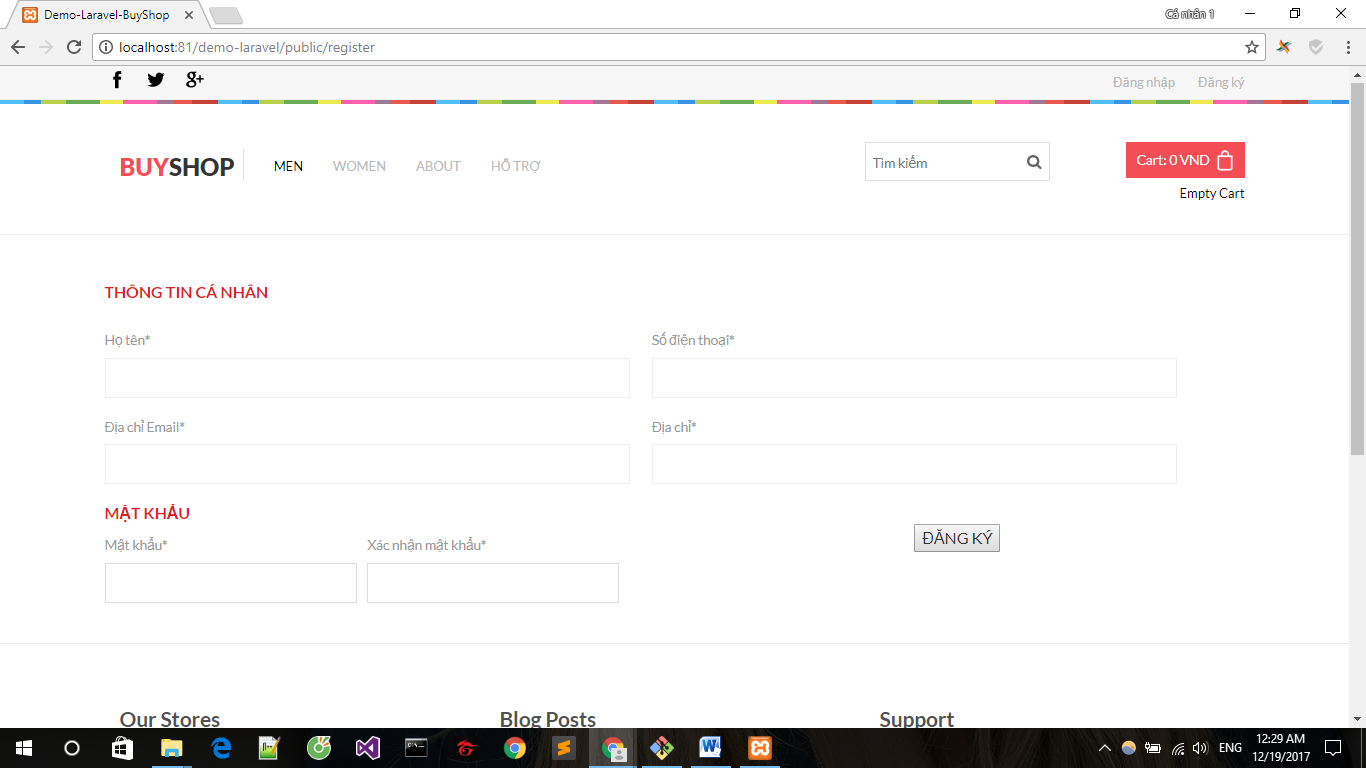 Demo-Laravel-BuyShop
Cá nhân 1
localhost:81/demo-laravel/public/register
Đăng nhập Đăng ký
BUYSHOP
MEN WOMEN ABOUT HỖ TRỢ
Tìm kiếm
Cart: 0 VND
Empty Cart
THÔNG TIN CÁ NHÂN
Họ tên* Số điện thoại*
Địa chỉ Email* Địa chỉ*
MẬT KHẨU
Mật khẩu* Xác nhận mật khẩu*
ĐĂNG KÝ
Our Stores Blog Posts Support
ENG
12:29 AM
12/19/2017